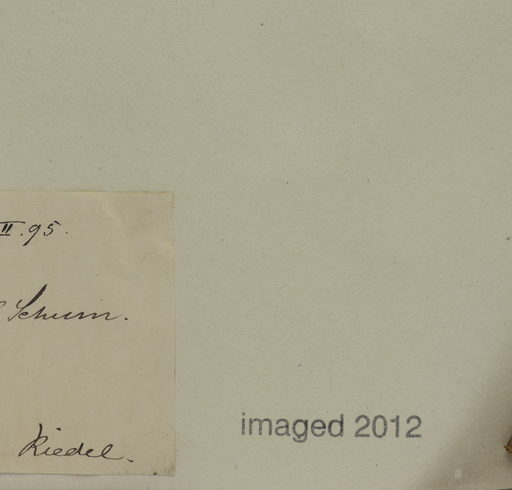 II.95.
Schum.
Riedel.
imaged 2012